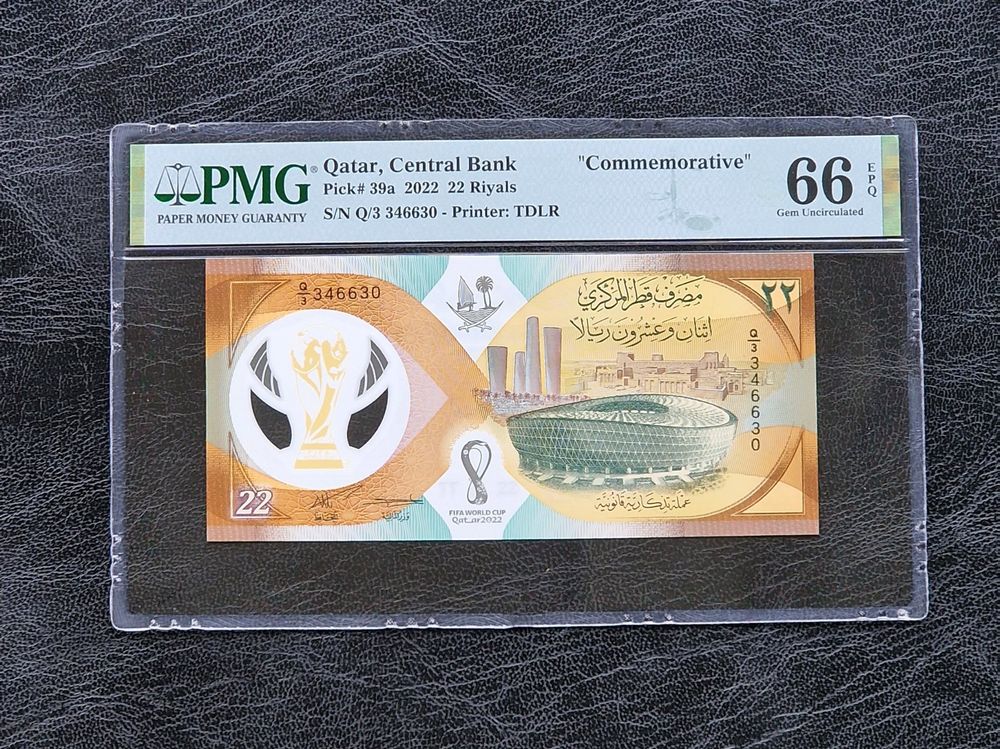 PMG®
PAPER MONEY GUARANTY
Qatar, Central Bank
"Commemorative"
Pick# 39a 2022 22 Riyals
S/N Q/3 346630 - Printer: TDLR
66
EPQ
Gem Uncirculated
Q/3 346630
مصرف قطر المركزي
٢٢
اثنان وعشرون ريالا
Q/3 346630
22
FIFA WORLD CUP
Qatar2022
عملة تذكارية قانونية